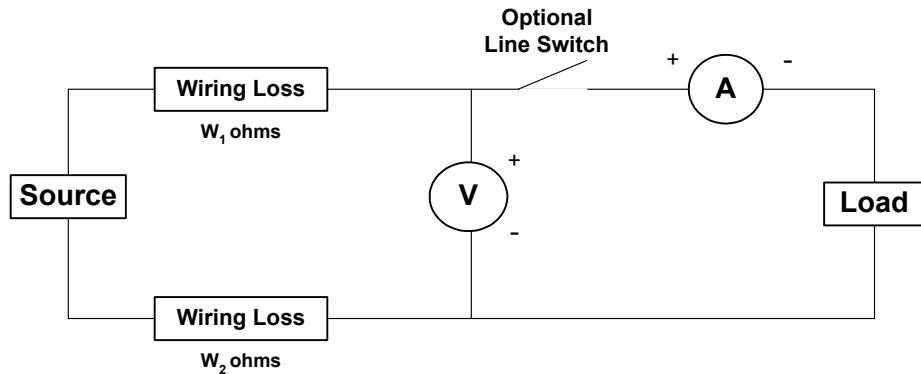 Optional
Line Switch
+
-
Wiring Loss
A
W1 ohms
+
Source
V
Load
-
Wiring Loss
W2 ohms